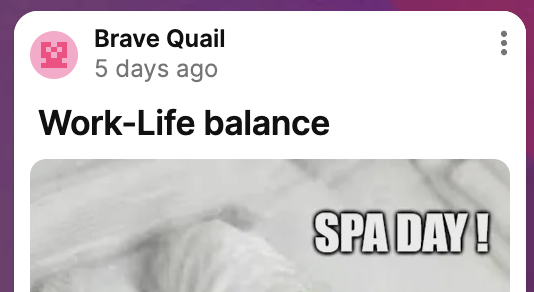 Brave Quail
5 days ago
Work-Life balance
SPA DAY !